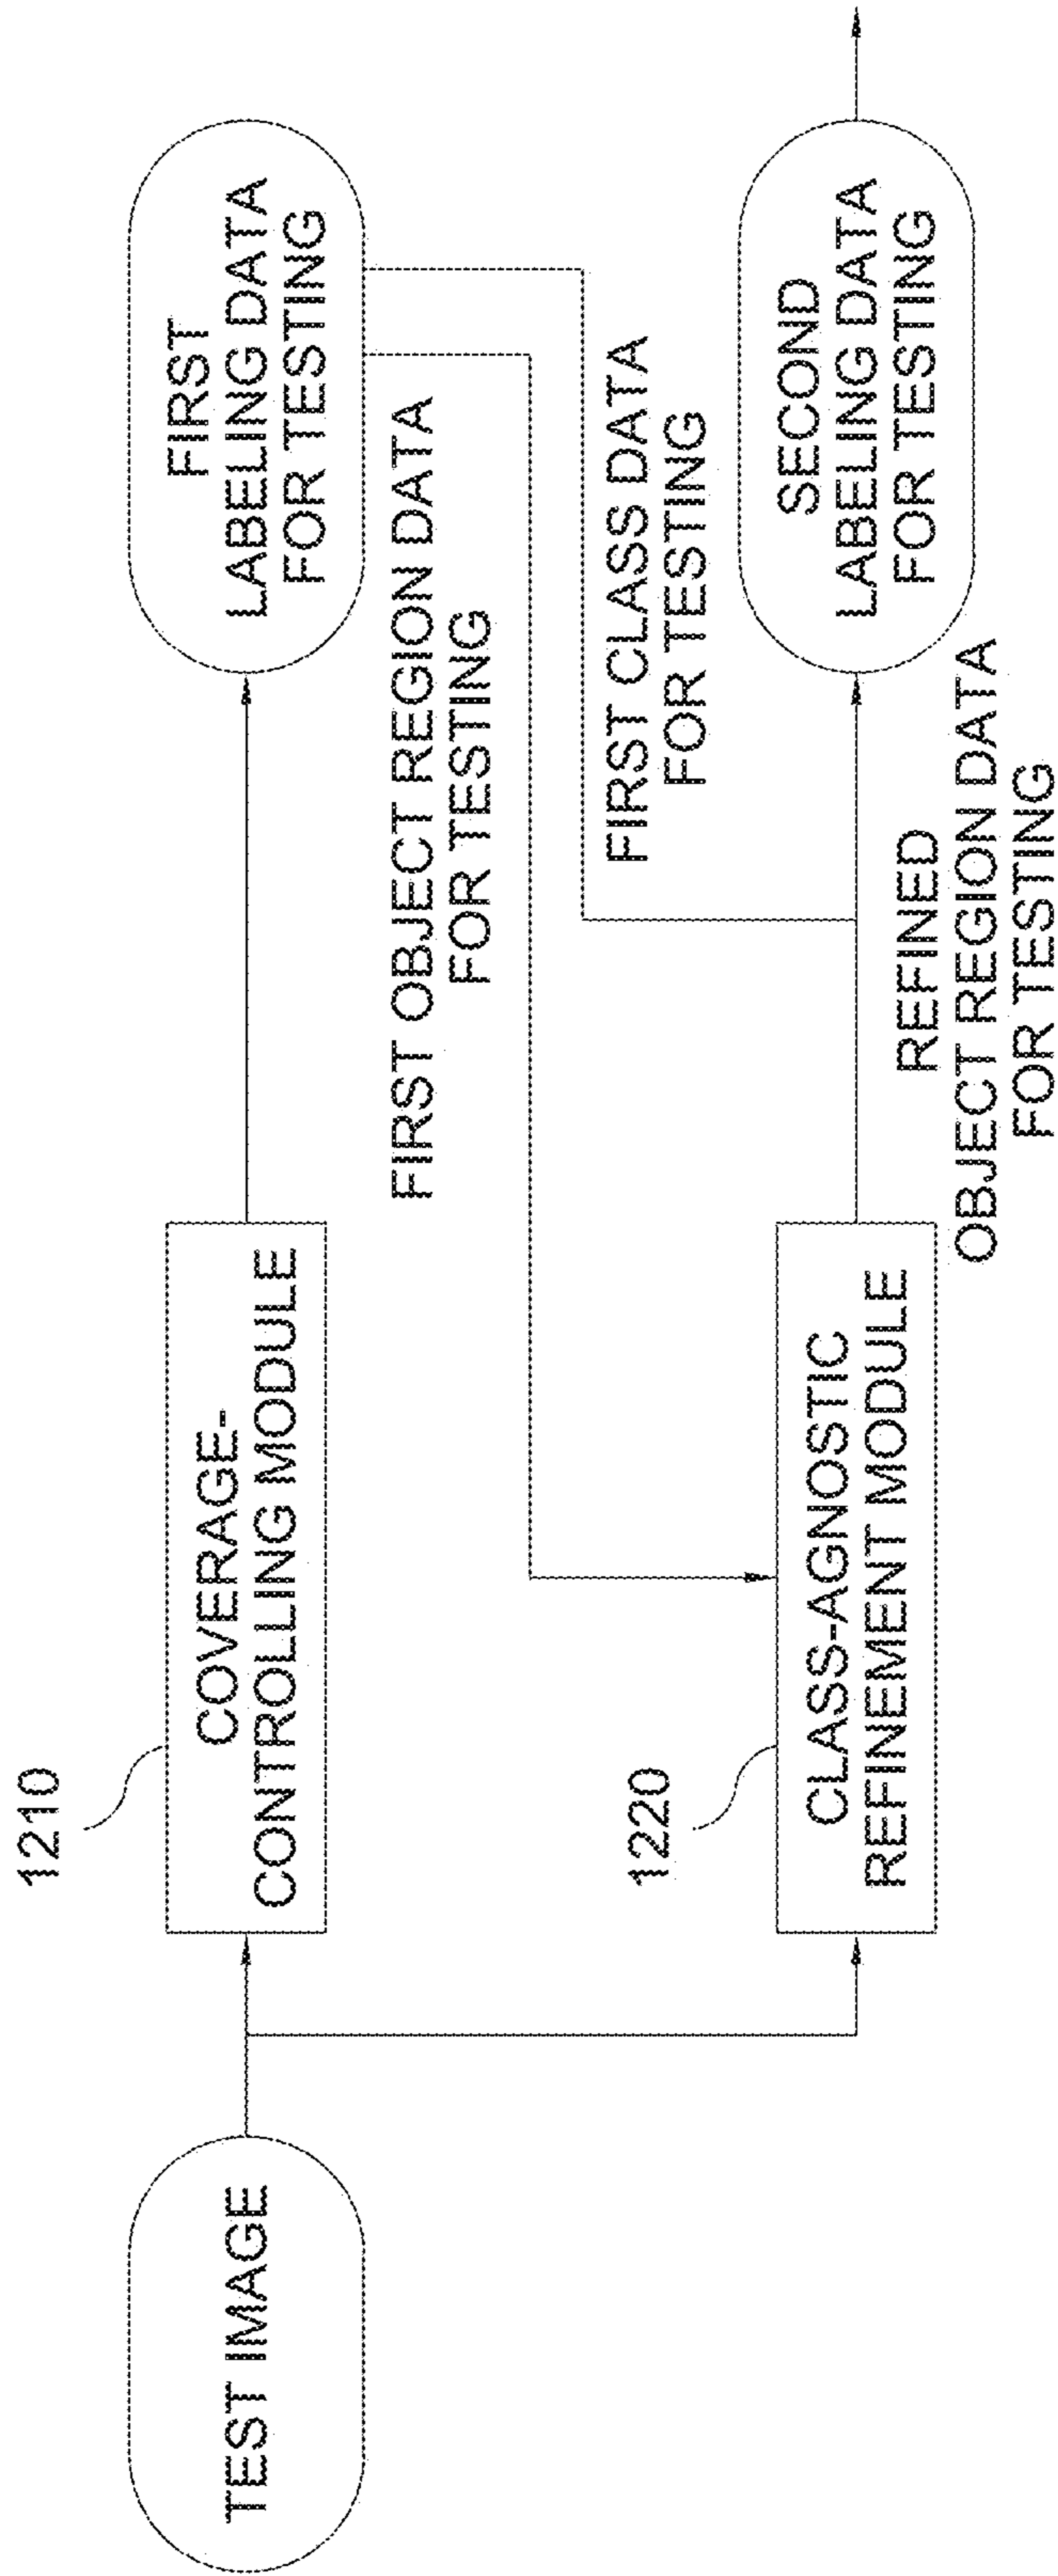 1210
TEST IMAGE
COVERAGE-
CONTROLLING MODULE
FIRST
LABELING DATA
FOR TESTING
FIRST OBJECT REGION DATA
FOR TESTING
FIRST CLASS DATA
FOR TESTING
1220
CLASS-AGNOSTIC
REFINEMENT MODULE
REFINED
OBJECT REGION DATA
FOR TESTING
SECOND
LABELING DATA
FOR TESTING